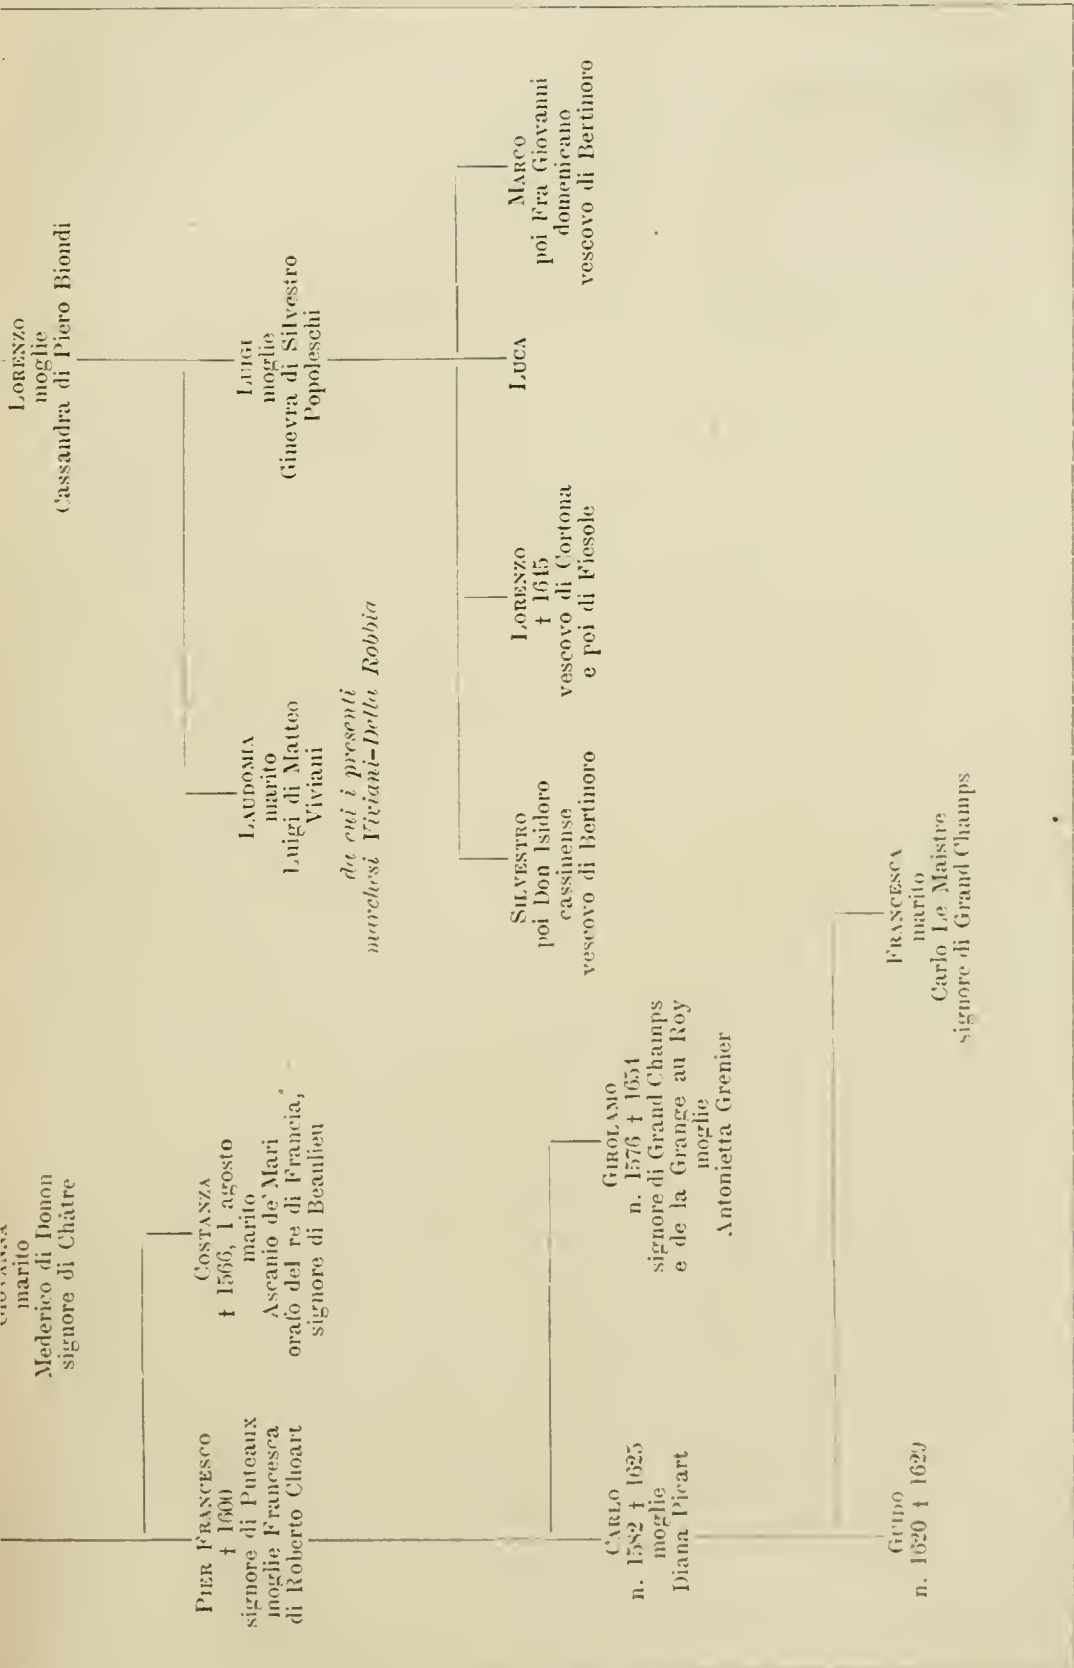 marito
Mederico di Donon
signore di Châtre
LORENZO
moglie
Cassandra di Piero Biondi
PIER FRANCESCO
† 1600
signore di Puteaux
moglie Francesca
di Roberto Choart
COSTANZA
† 1566, 1 agosto
marito
Ascanio de' Mari
orafo del re di Francia,
signore di Beaulieu
LAUDOMIA
marito
Luigi di Matteo
Viviani
da cui i presenti
marchesi Viviani-Della Robbia
LUIGI
moglie
Ginevra di Silvestro
Popoleschi
SILVESTRO
poi Don Isidoro
cassinense
vescovo di Bertinoro
LORENZO
† 1645
vescovo di Cortona
e poi di Fiesole
LUCA
MARCO
poi Fra Giovanni
domenicano
vescovo di Bertinoro
CARLO
n. 1582 † 1625
moglie
Diana Picart
GIROLAMO
n. 1576 † 1654
signore di Grand Champs
e de la Grange au Roy
moglie
Antonietta Grenier
GUIDO
n. 1620 † 1629
FRANCESCA
marito
Carlo Le Maistre
signore di Grand Champs